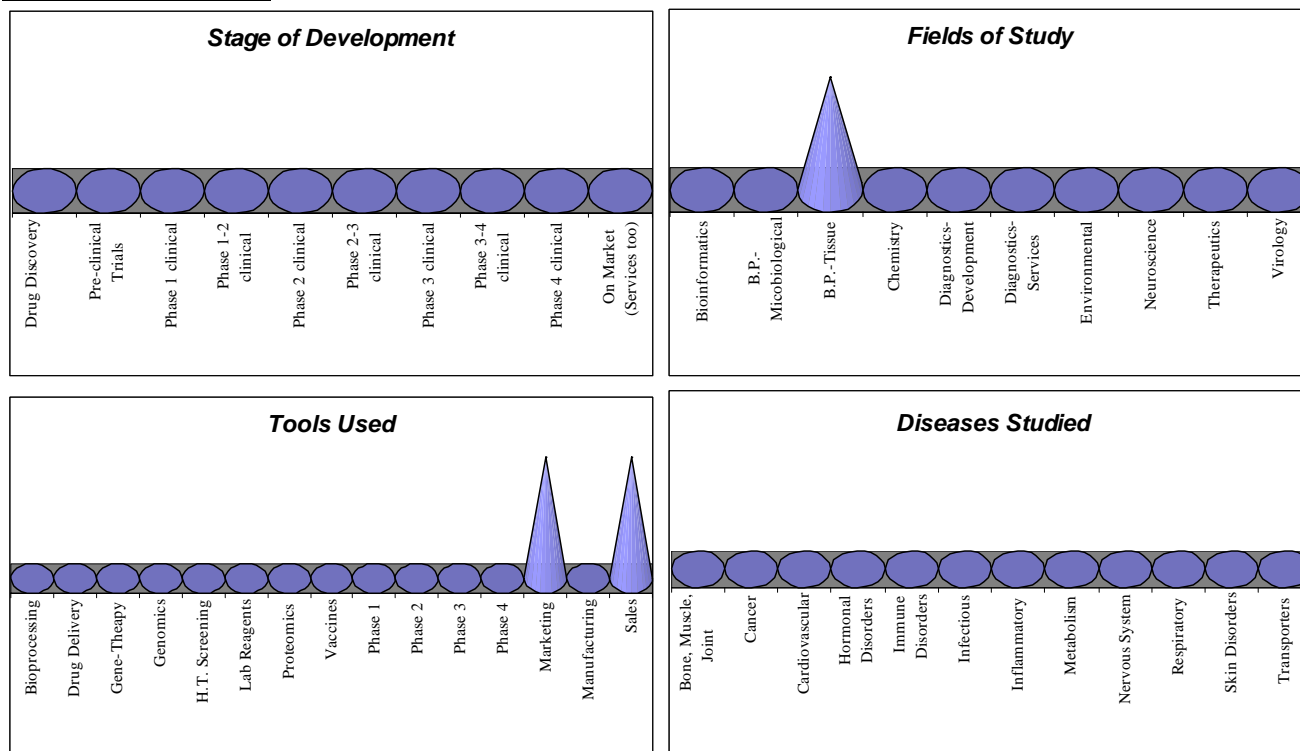 Stage of Development
Drug Discovery
Pre-clinical
Trials
Phase 1 clinical
Phase 1-2
clinical
Phase 2 clinical
Phase 2-3
clinical
Phase 3 clinical
Phase 3-4
clinical
Phase 4 clinical
On Market
(Services too)
Fields of Study
Bioinformatics
B.P.-
Micobiological
B.P.-Tissue
Chemistry
Diagnostics-
Development
Diagnostics-
Services
Environmental
Neuroscience
Therapeutics
Virology
Tools Used
Bioprocessing
Drug Delivery
Gene-Theapy
Genomics
H.T. Screening
Lab Reagents
Proteomics
Vaccines
Phase 1
Phase 2
Phase 3
Phase 4
Marketing
Manufacturing
Sales
Diseases Studied
Bone, Muscle,
Joint
Cancer
Cardiovascular
Hormonal
Disorders
Immune
Disorders
Infectious
Inflammatory
Metabolism
Nervous System
Respiratory
Skin Disorders
Transporters